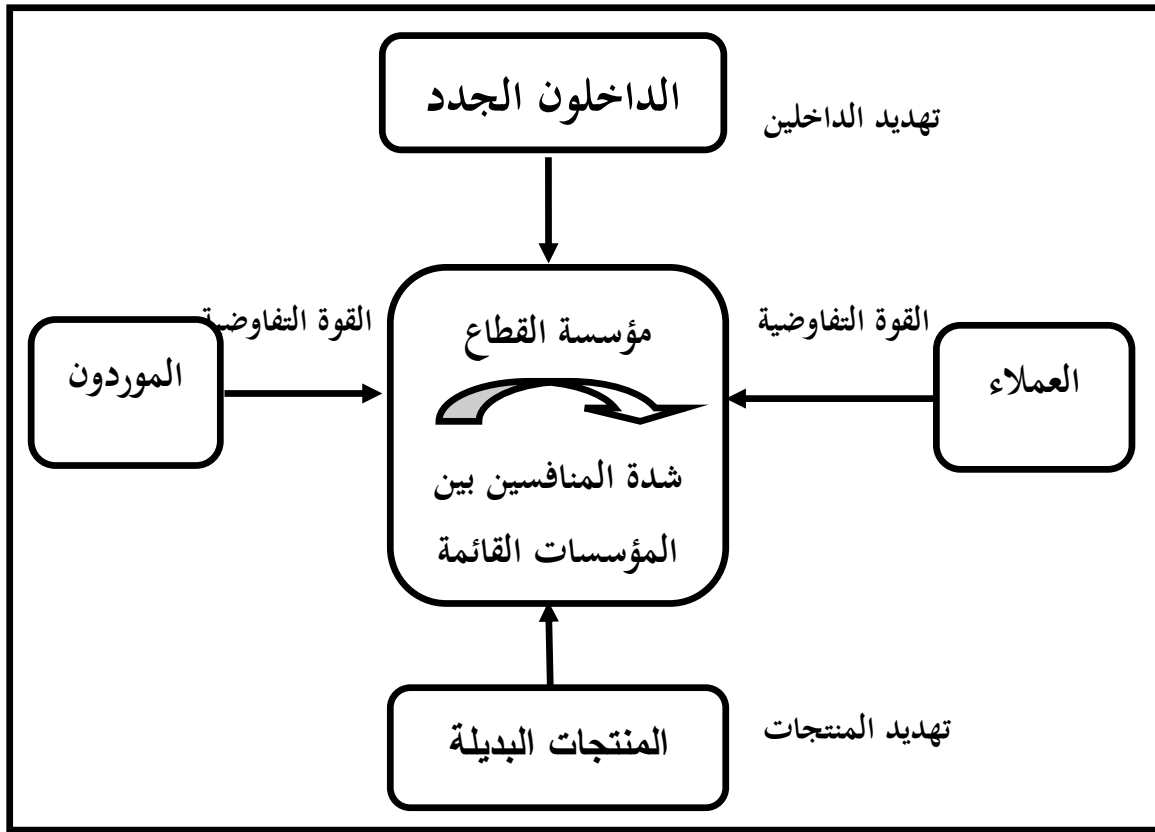 الداخلون الجدد
تهديد الداخلين
القوة التفاوضية
العملاء
مؤسسة القطاع
شدة المنافسين بين
المؤسسات القائمة
القوة التفاوضية
الموردون
المنتجات البديلة
تهديد المنتجات